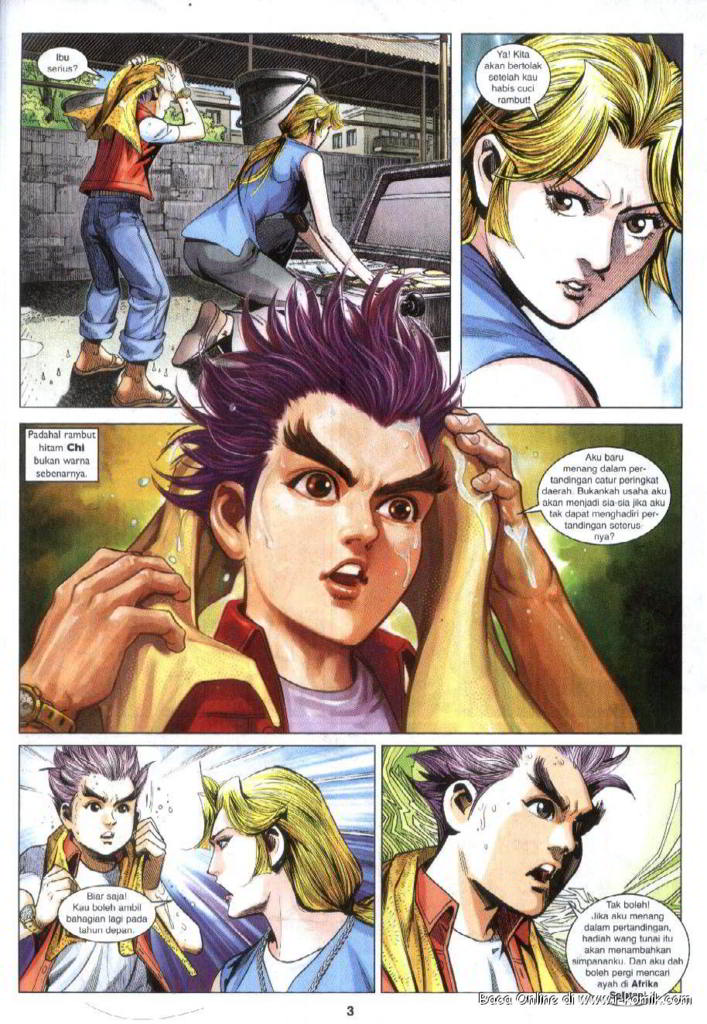 Ibu
serius?
Ya! Kita
akan bertolak
setelah kau
habis cuci
rambut!
Padahal rambut
hitam Chi
bukan warna
sebenarnya.
Aku baru
menang dalam per-
tandingan catur peringkat
daerah. Bukankah usaha aku
akan menjadi sia-sia jika aku
tak dapat menghadiri per-
tandingan seterus-
nya?
Biar saja!
Kau boleh ambil
bahagian lagi pada
tahun depan.
Tak boleh!
Jika aku menang
dalam pertandingan,
hadiah wang tunai itu
akan menambahkan
simpananku. Dan aku dah
boleh pergi mencari
ayah di Afrika
3
Baca Online di